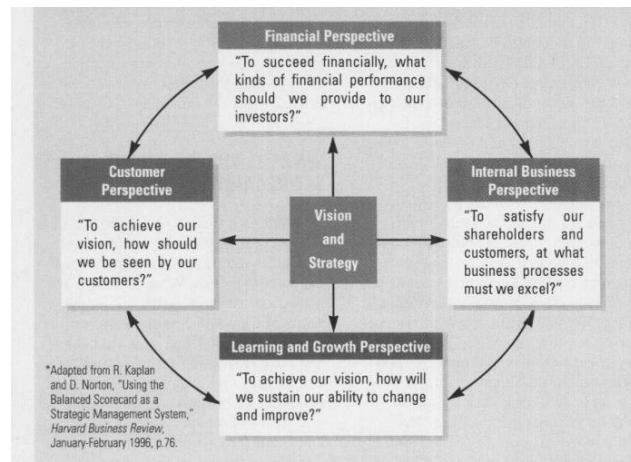 Financial Perspective
“To succeed financially, what
kinds of financial performance
should we provide to our
investors?”
Customer
Perspective
“To achieve our
vision, how should
we be seen by our
customers?”
Vision
and
Strategy
Internal Business
Perspective
“To satisfy our
shareholders and
customers, at what
business processes
must we excel?”
Learning and Growth Perspective
“To achieve our vision, how will
we sustain our ability to change
and improve?”
*Adapted from R. Kaplan
and D. Norton, “Using the
Balanced Scorecard as a
Strategic Management System,”
Harvard Business Review,
January-February 1996, p.76.